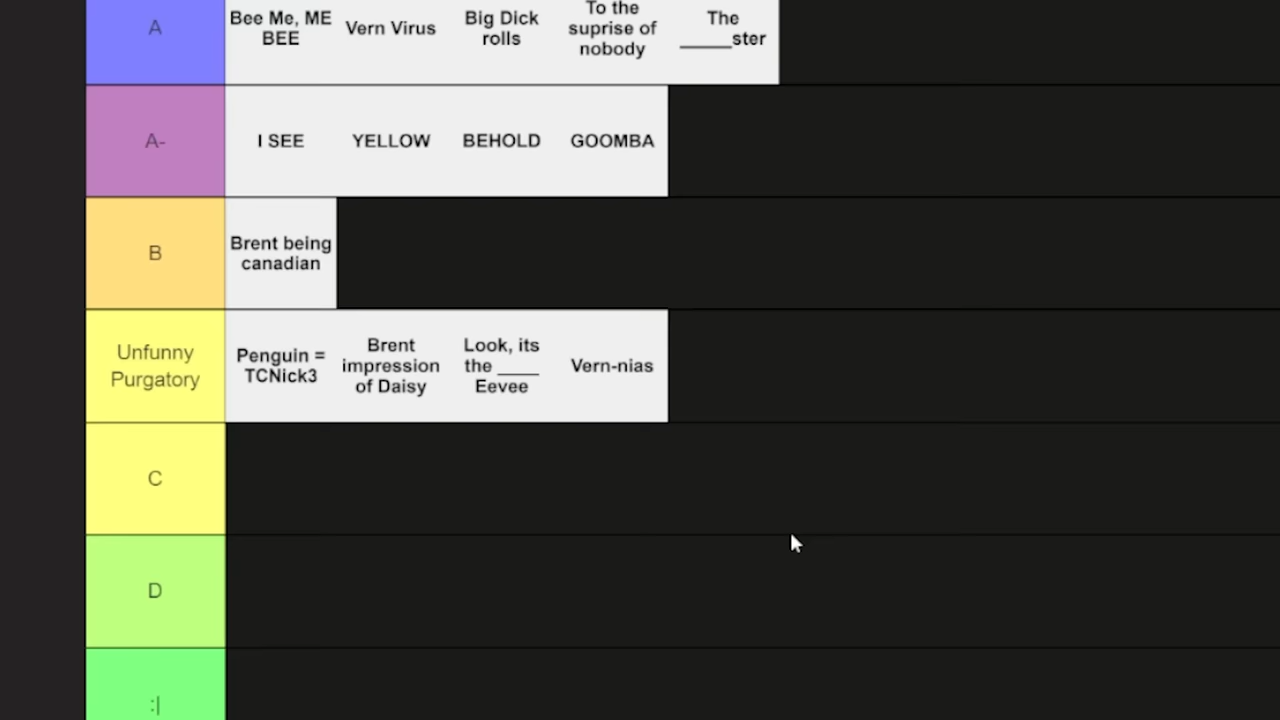 A
Bee Me, ME
BEE
Vern Virus
Big Dick
rolls
To the
suprise of
nobody
The
_____ster
A-
I SEE
YELLOW
BEHOLD
GOOMBA
B
Brent being
canadian
Unfunny
Purgatory
Penguin =
TCNick3
Brent
impression
of Daisy
Look, its
the ____
Eevee
Vern-nias
C
D
:|